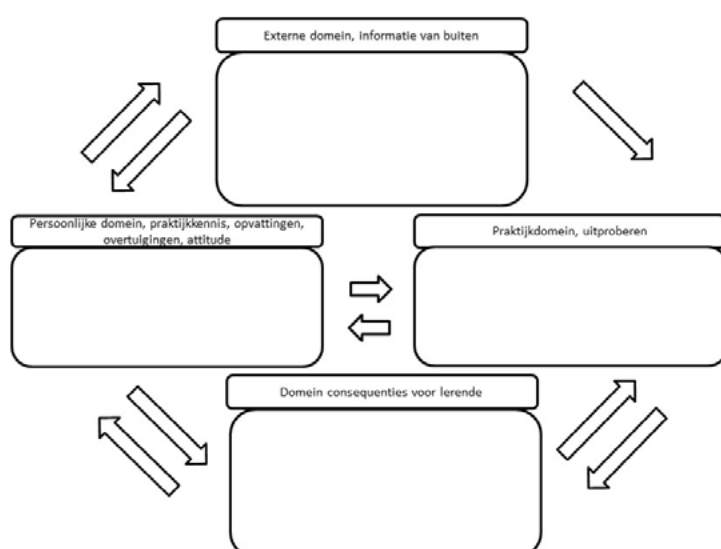 Externe domein, informatie van buiten
Persoonlijke domein, praktijkkennis, opvattingen,
overtuigingen, attitude
Praktijkdomein, uitproberen
Domein consequenties voor lerende